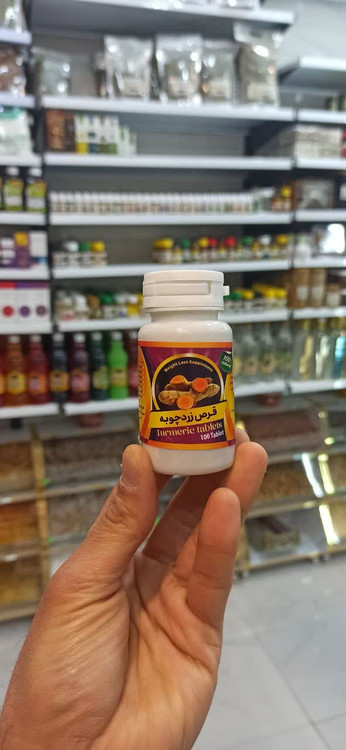 Weight Loss Supplement
قرص زردچوبه
Turmeric tablets
100 Tablet